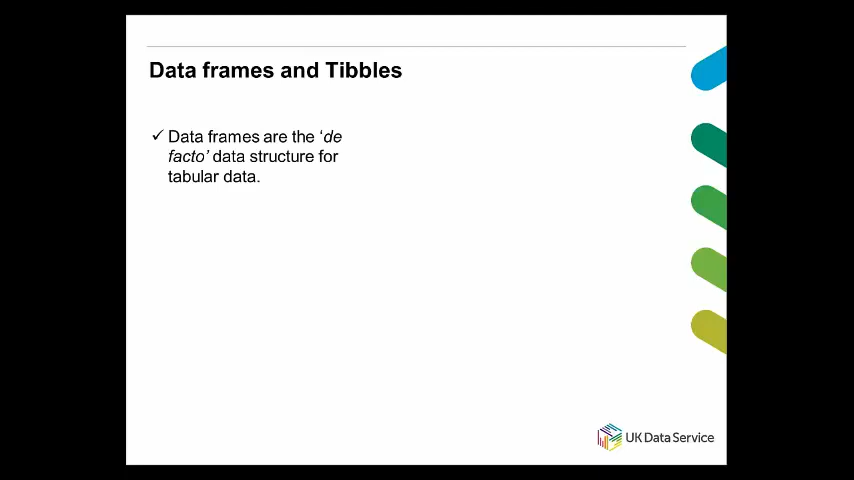 Data frames and Tibbles
✓ Data frames are the ‘de
facto’ data structure for
tabular data.
UK Data Service